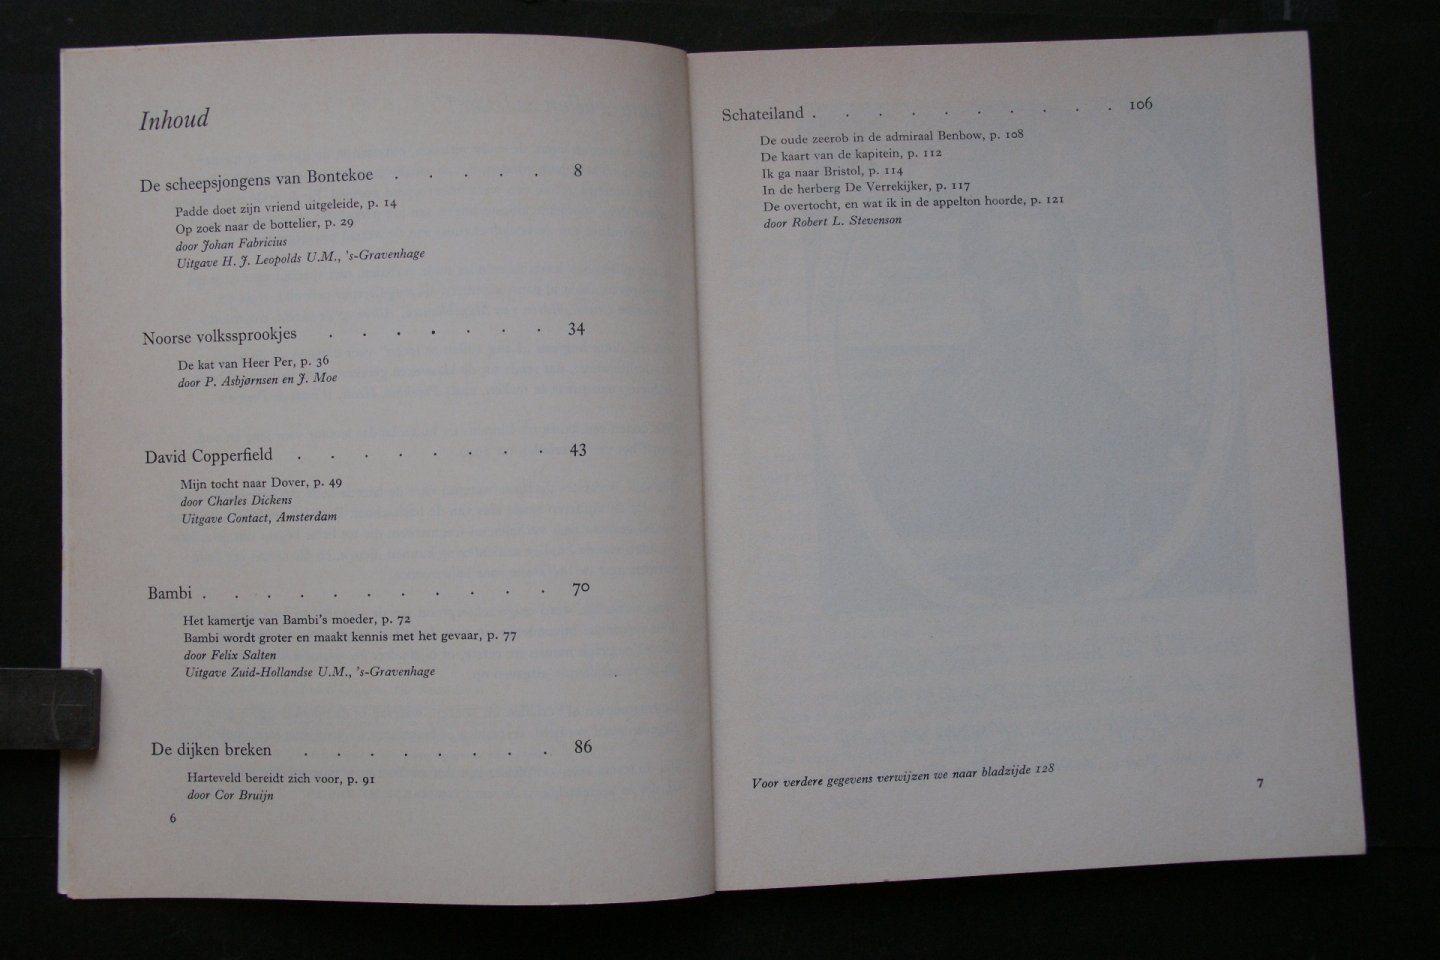 Inhoud
De scheepsjongens van Bontekoe . . . . . 8
Padde doet zijn vriend uitgeleide, p. 14
Op zoek naar de bottelier, p. 29
door Johan Fabricius
Uitgave H. J. Leopolds U.M., 's-Gravenhage
Noorse volkssprookjes . . . . . . . 34
De kat van Heer Per, p. 36
door P. Asbjørnsen en J. Moe
David Copperfield . . . . . . . . 43
Mijn tocht naar Dover, p. 49
door Charles Dickens
Uitgave Contact, Amsterdam
Bambi . . . . . . . . . . . 70
Het kamertje van Bambi's moeder, p. 72
Bambi wordt groter en maakt kennis met het gevaar, p. 77
door Felix Salten
Uitgave Zuid-Hollandse U.M., 's-Gravenhage
De dijken breken . . . . . . . . 86
Harteveld bereidt zich voor, p. 91
door Cor Bruijn
6
Schateiland . . . . . . . . . . 106
De oude zeerob in de admiraal Benbow, p. 108
De kaart van de kapitein, p. 112
Ik ga naar Bristol, p. 114
In de herberg De Verrekijker, p. 117
De overtocht, en wat ik in de appelton hoorde, p. 121
door Robert L. Stevenson
Voor verdere gegevens verwijzen we naar bladzijde 128
7